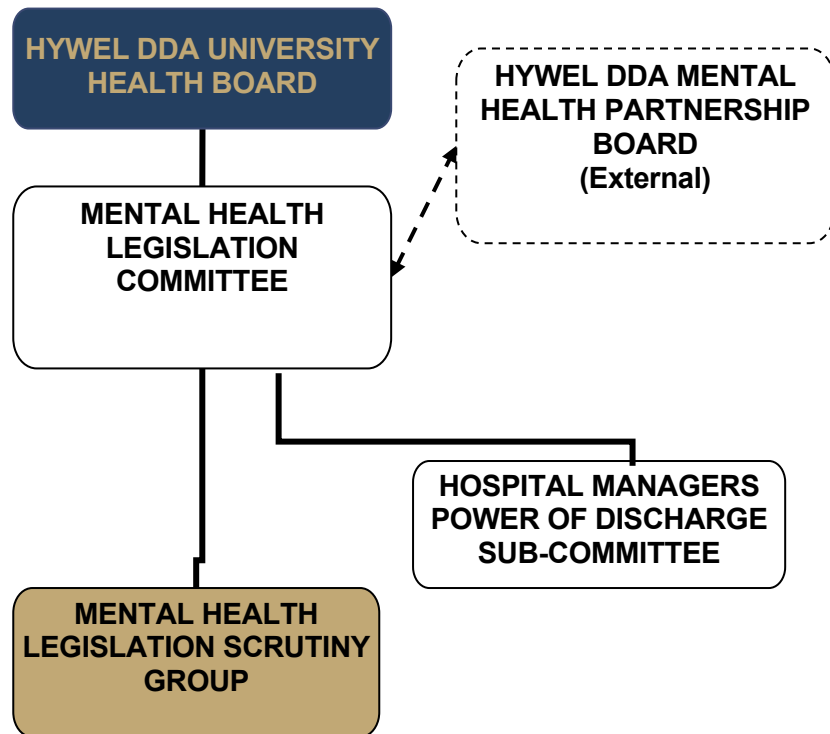 HYWEL DDA UNIVERSITY
HEALTH BOARD
HYWEL DDA MENTAL
HEALTH PARTNERSHIP
BOARD
(External)
MENTAL HEALTH
LEGISLATION
COMMITTEE
HOSPITAL MANAGERS
POWER OF DISCHARGE
SUB-COMMITTEE
MENTAL HEALTH
LEGISLATION SCRUTINY
GROUP